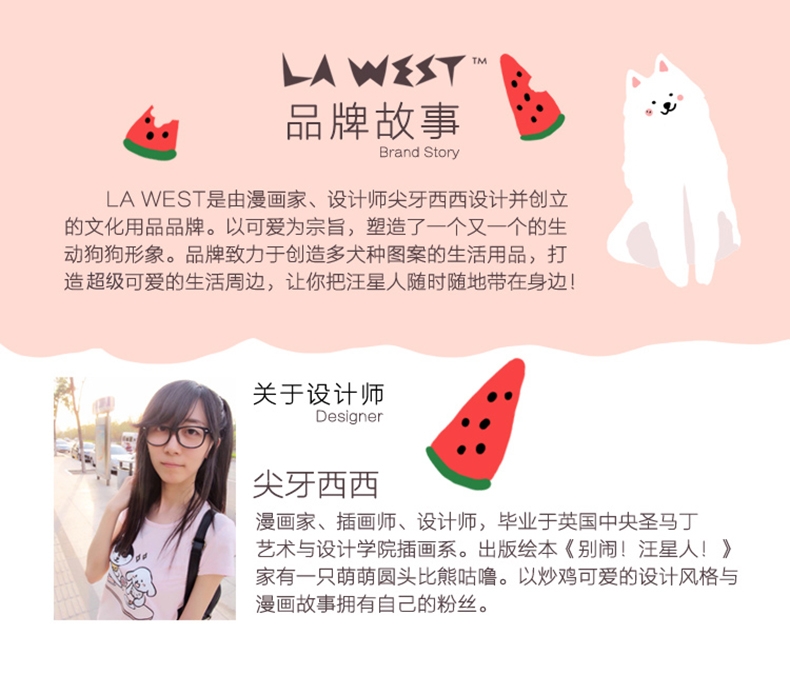 LA WEST™
品牌故事
Brand Story
LA WEST是由漫画家、设计师尖牙西西设计并创立
的文化用品品牌。以可爱为宗旨，塑造了一个又一个的生
动狗狗形象。品牌致力于创造多犬种图案的生活用品，打
造超级可爱的生活周边，让你把汪星人随时随地带在身边！
关于设计师
Designer
尖牙西西
漫画家、插画师、设计师，毕业于英国中央圣马丁
艺术与设计学院插画系。出版绘本《别闹！汪星人！》
家有一只萌萌圆头比熊咕噜。以炒鸡可爱的设计风格与
漫画故事拥有自己的粉丝。